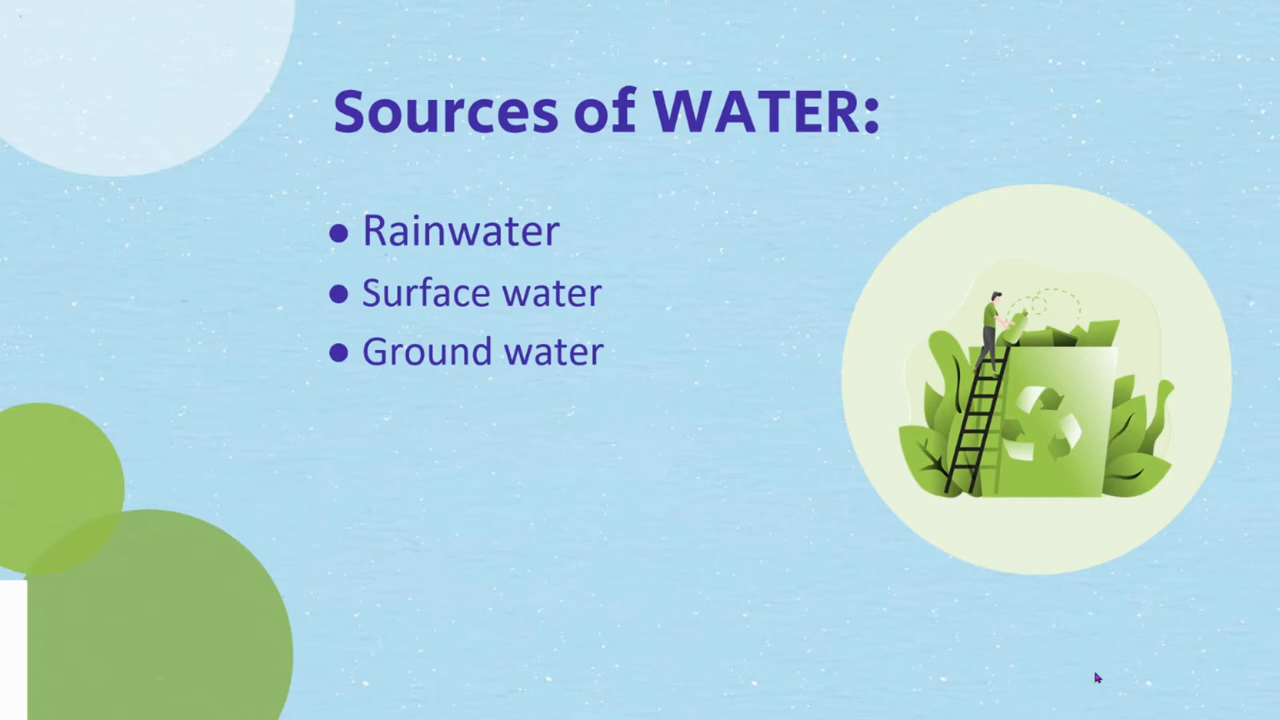 Sources of WATER:
● Rainwater
● Surface water
● Ground water